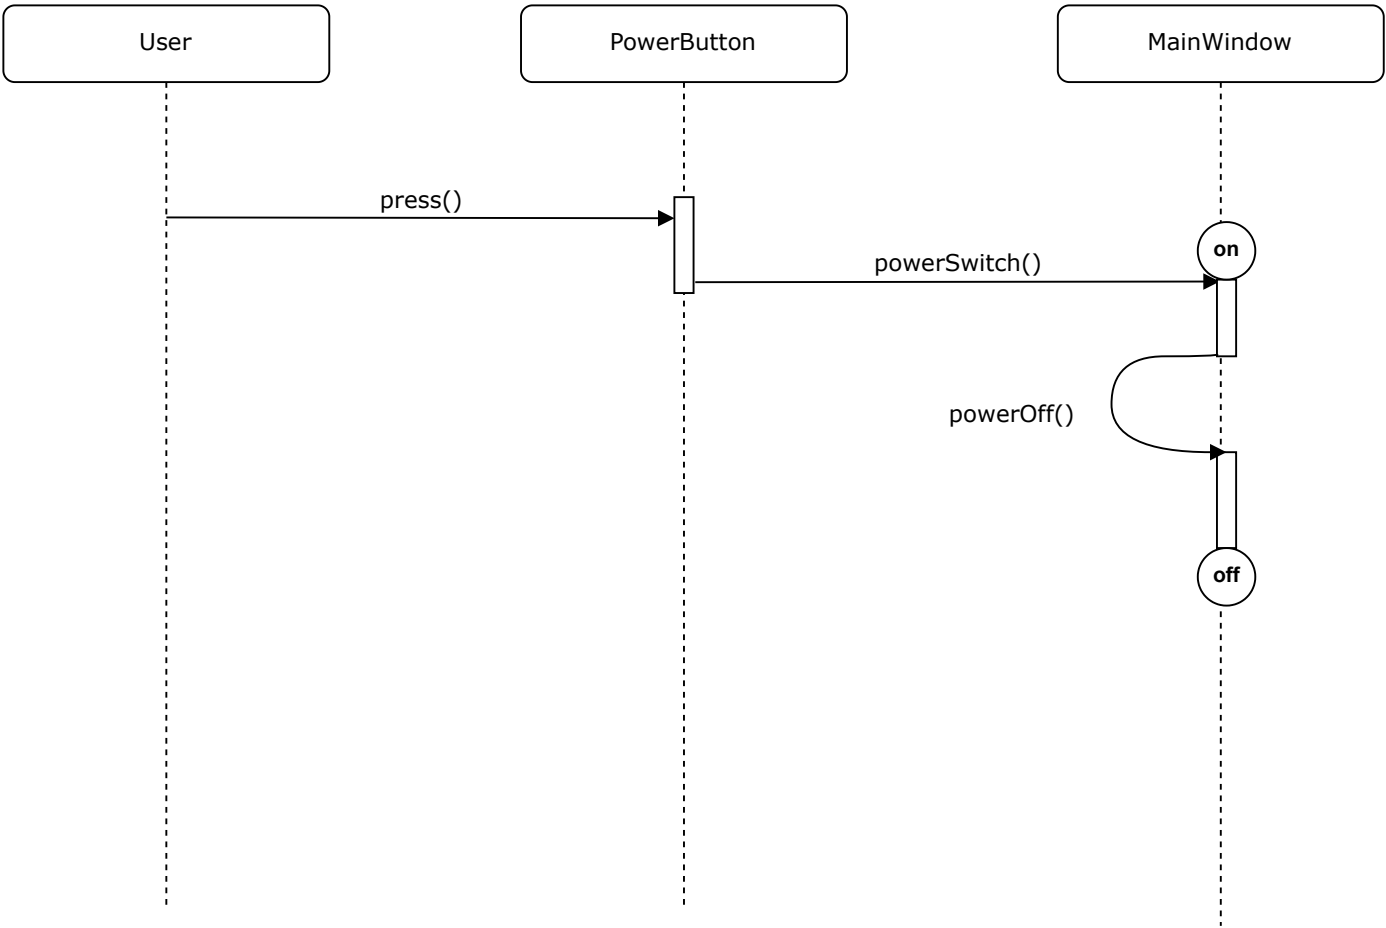 User
PowerButton
MainWindow
press()
on
powerSwitch()
powerOff()
off